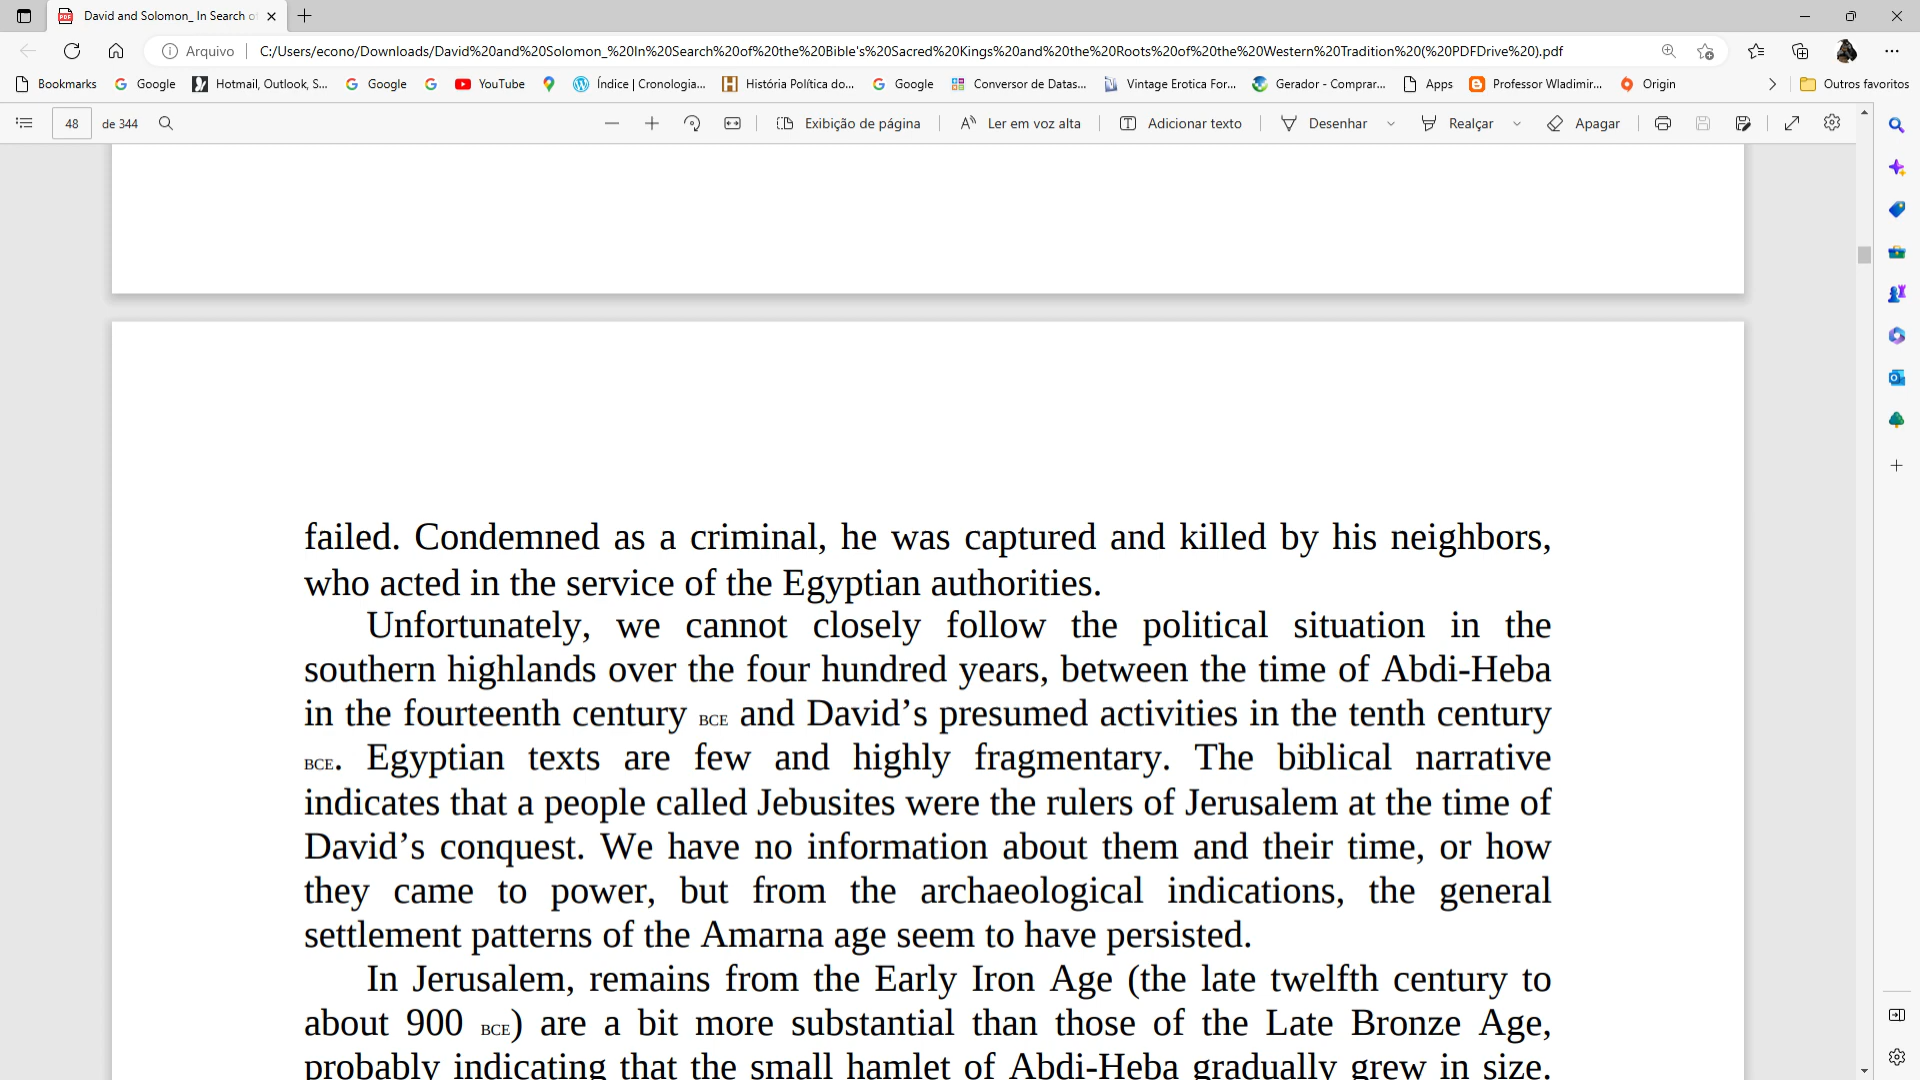 David and Solomon_ In Search o
Arquivo
C:/Users/econo/Downloads/David%20and%20Solomon_%20In%20Search%20of%20the%20Bible's%20Sacred%20Kings%20and%20the%20Roots%20of%20the%20Western%20Tradition%20(%20PDFDrive%20).pdf
Bookmarks Google Hotmail, Outlook, S... Google YouTube Índice | Cronologia... História Política do... Google Conversor de Datas... Vintage Erotica For... Gerador - Comprar... Apps Professor Wladimir... Origin Outros favoritos
48 de 344 Exibição de página Ler em voz alta Adicionar texto Desenhar Realçar Apagar
failed. Condemned as a criminal, he was captured and killed by his neighbors,
who acted in the service of the Egyptian authorities.
Unfortunately, we cannot closely follow the political situation in the
southern highlands over the four hundred years, between the time of Abdi-Heba
in the fourteenth century BCE and David’s presumed activities in the tenth century
BCE. Egyptian texts are few and highly fragmentary. The biblical narrative
indicates that a people called Jebusites were the rulers of Jerusalem at the time of
David’s conquest. We have no information about them and their time, or how
they came to power, but from the archaeological indications, the general
settlement patterns of the Amarna age seem to have persisted.
In Jerusalem, remains from the Early Iron Age (the late twelfth century to
about 900 BCE) are a bit more substantial than those of the Late Bronze Age,
probably indicating that the small hamlet of Abdi-Heba gradually grew in size.